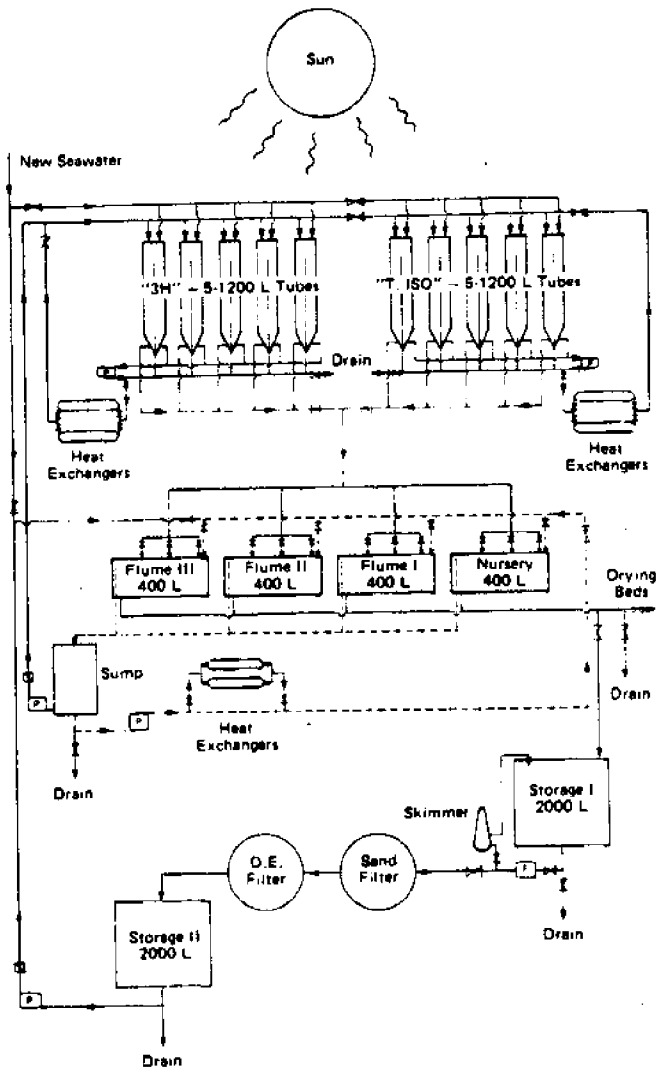 Sun
New Seawater
"3H" – 5-1200 L Tubes
"T. ISO" – 5-1200 L Tubes
Drain
P
P
Heat
Exchangers
Heat
Exchangers
Flume III
400 L
Flume II
400 L
Flume I
400 L
Nursery
400 L
Drying
Beds
Sump
P
P
Heat
Exchangers
Drain
Drain
Storage I
2000 L
Skimmer
D.E.
Filter
Sand
Filter
P
Storage II
2000 L
Drain
P
Drain